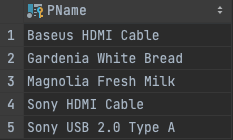 PName
1 Baseus HDMI Cable
2 Gardenia White Bread
3 Magnolia Fresh Milk
4 Sony HDMI Cable
5 Sony USB 2.0 Type A